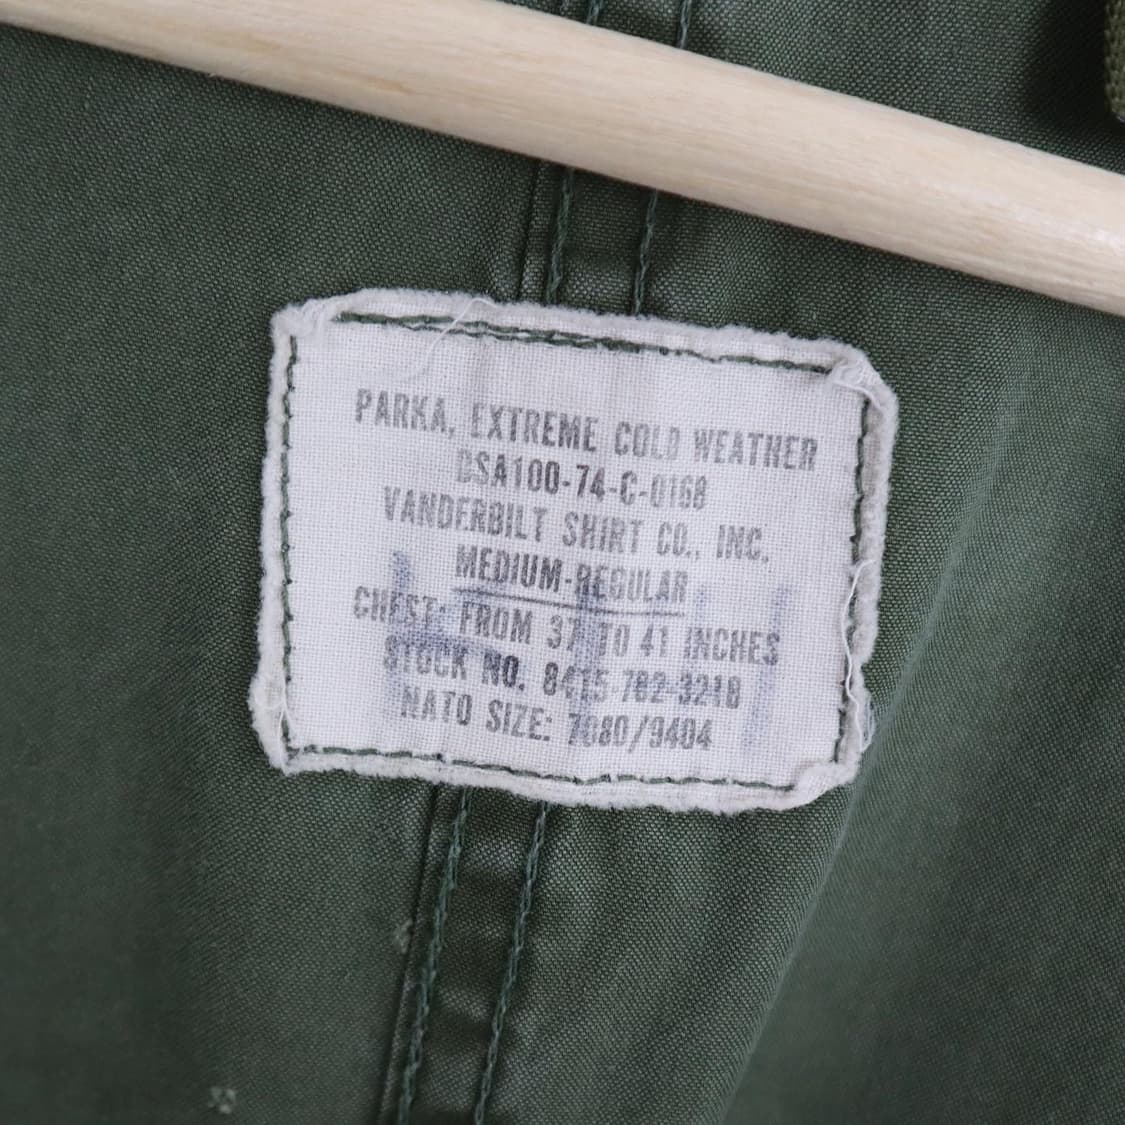 PARKA, EXTREME COLD WEATHER
DSA100-74-C-0168
VANDERBILT SHIRT CO., INC.
MEDIUM-REGULAR
CHEST: FROM 37 TO 41 INCHES
STOCK NO. 8415-782-3218
NATO SIZE: 7080/9404